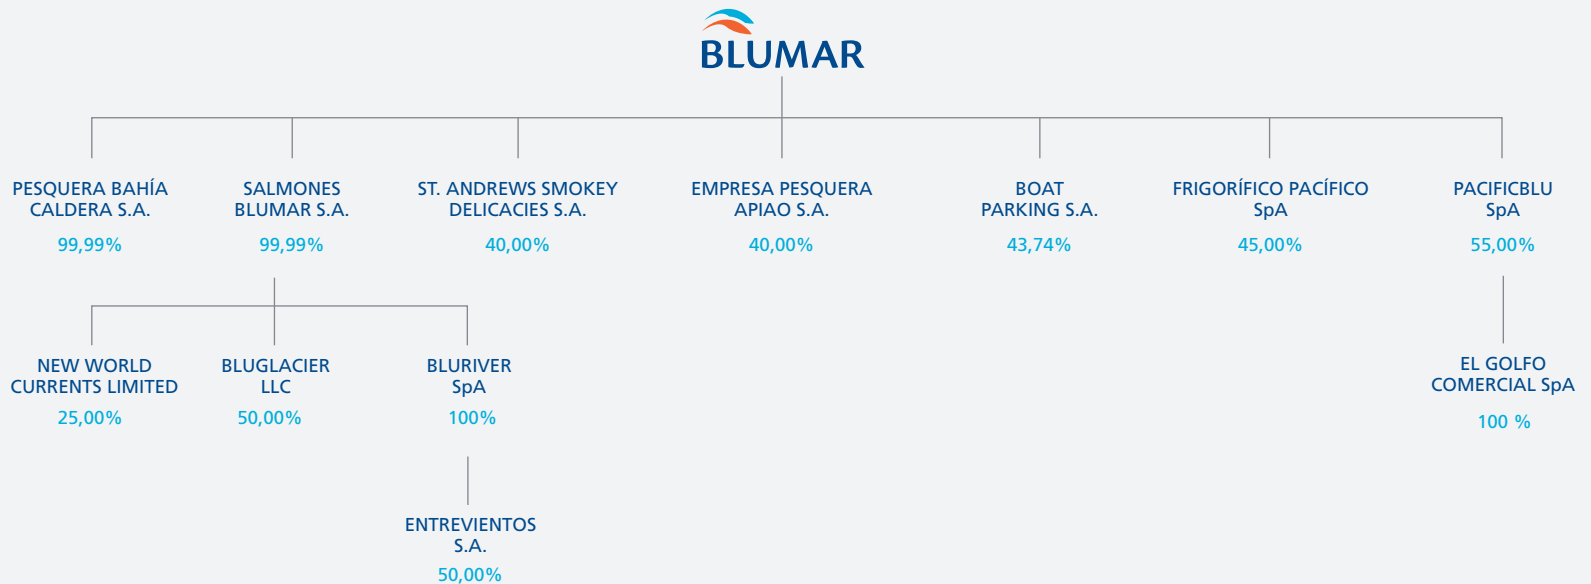 BLUMAR
PESQUERA BAHÍA
CALDERA S.A.
99,99%
SALMONES
BLUMAR S.A.
99,99%
ST. ANDREWS SMOKEY
DELICACIES S.A.
40,00%
EMPRESA PESQUERA
APIAO S.A.
40,00%
BOAT
PARKING S.A.
43,74%
FRIGORÍFICO PACÍFICO
SpA
45,00%
PACIFICBLU
SpA
55,00%
NEW WORLD
CURRENTS LIMITED
25,00%
BLUGLACIER
LLC
50,00%
BLURIVER
SpA
100%
EL GOLFO
COMERCIAL SpA
100 %
ENTREVIENTOS
S.A.
50,00%